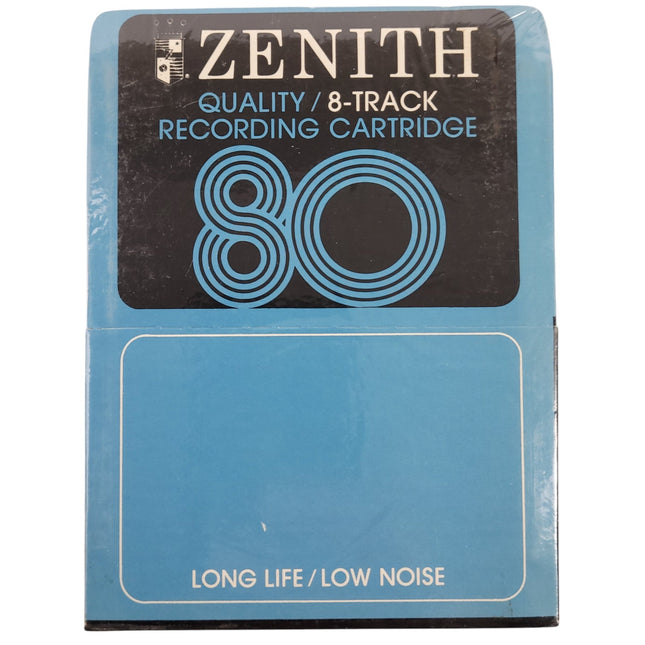 ZENITH
QUALITY / 8-TRACK
RECORDING CARTRIDGE
80
LONG LIFE / LOW NOISE